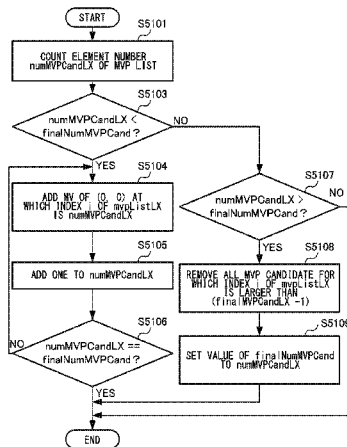 START
S5101
COUNT ELEMENT NUMBER
numMVPCandLX OF MVP LIST
S5103
numMVPCandLX <
finalNumMVPCand ?
NO
YES
S5104
ADD MV OF (0, 0) AT
WHICH INDEX i OF mvpListLX
IS numMVPCandLX
S5105
ADD ONE TO numMVPCandLX
S5106
numMVPCandLX ==
finalNumMVPCand ?
NO
YES
S5107
numMVPCandLX >
finalNumMVPCand ?
NO
YES
S5108
REMOVE ALL MVP CANDIDATE FOR
WHICH INDEX i OF mvpListLX
IS LARGER THAN
(finalMVPCandLX -1)
S5109
SET VALUE OF finalNumMVPCand
TO numMVPCandLX
END